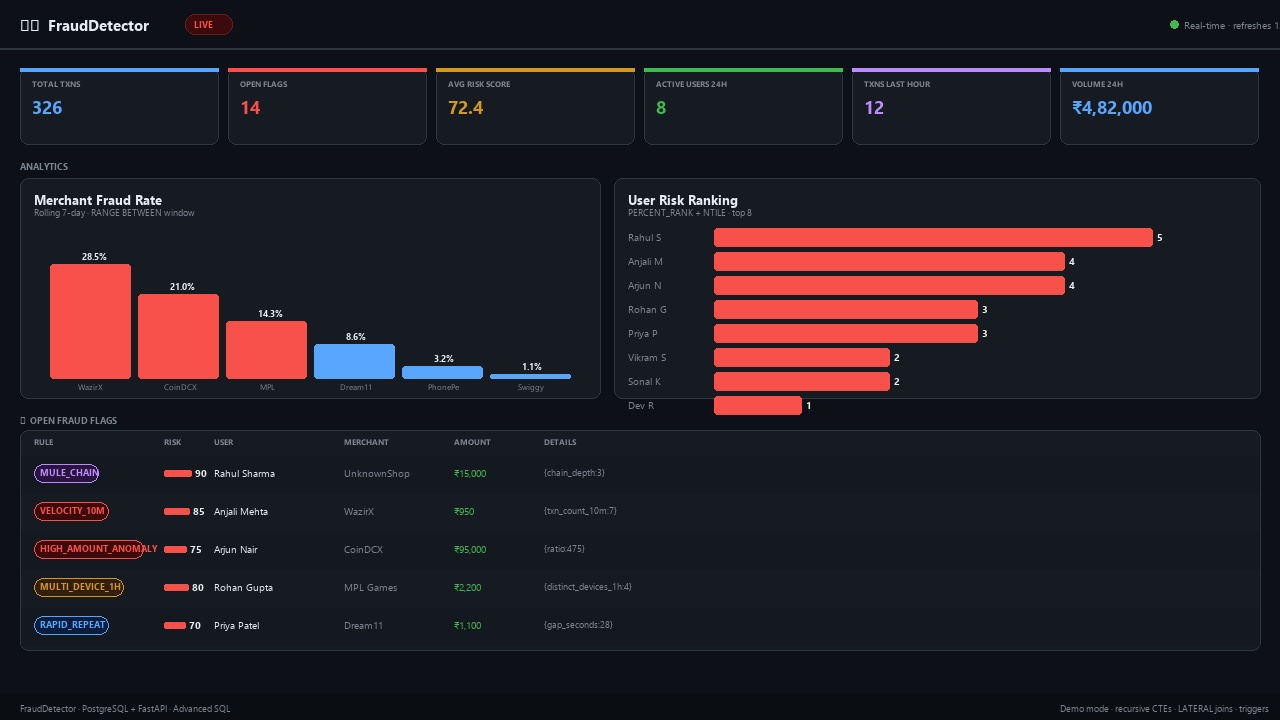 FraudDetector
LIVE
Real-time · refreshes 1
TOTAL TXNS
326
OPEN FLAGS
14
AVG RISK SCORE
72.4
ACTIVE USERS 24H
8
TXNS LAST HOUR
12
VOLUME 24H
₹4,82,000
ANALYTICS
Merchant Fraud Rate
Rolling 7-day · RANGE BETWEEN window
28.5%
21.0%
14.3%
8.6%
3.2%
1.1%
WazirX
CoinDCX
MPL
Dream11
PhonePe
Swiggy
User Risk Ranking
PERCENT_RANK + NTILE · top 8
Rahul S 5
Anjali M 4
Arjun N 4
Rohan G 3
Priya P 3
Vikram S 2
Sonal K 2
Dev R 1
OPEN FRAUD FLAGS
RULE RISK USER MERCHANT AMOUNT DETAILS
MULE_CHAIN 90 Rahul Sharma UnknownShop ₹15,000 {chain_depth:3}
VELOCITY_10M 85 Anjali Mehta WazirX ₹950 {txn_count_10m:7}
HIGH_AMOUNT_ANOMALY 75 Arjun Nair CoinDCX ₹95,000 {ratio:475}
MULTI_DEVICE_1H 80 Rohan Gupta MPL Games ₹2,200 {distinct_devices_1h:4}
RAPID_REPEAT 70 Priya Patel Dream11 ₹1,100 {gap_seconds:28}
FraudDetector · PostgreSQL + FastAPI · Advanced SQL
Demo mode · recursive CTEs · LATERAL joins · triggers